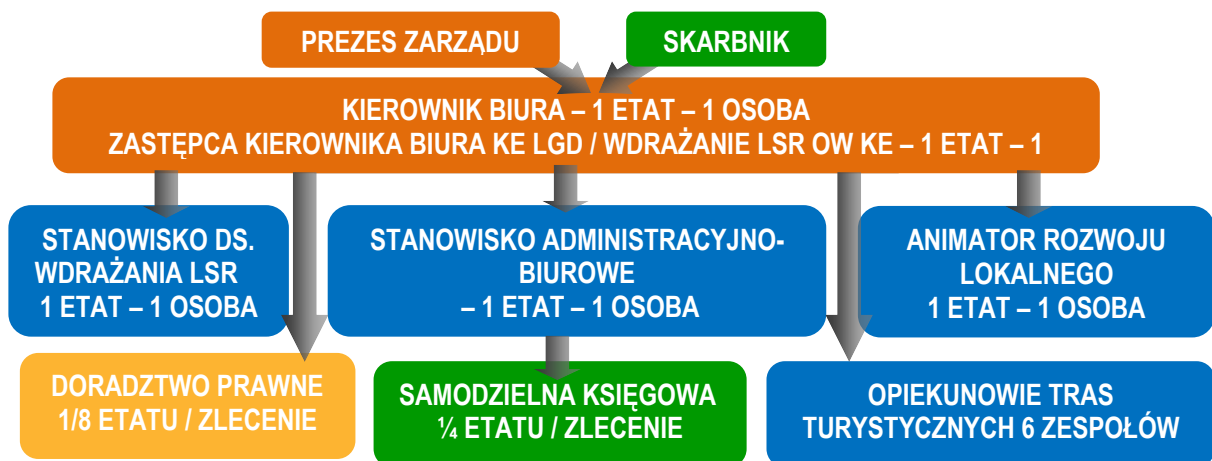 PREZES ZARZĄDU
SKARBNIK
KIEROWNIK BIURA – 1 ETAT – 1 OSOBA
ZASTĘPCA KIEROWNIKA BIURA KE LGD / WDRAŻANIE LSR OW KE – 1 ETAT – 1
STANOWISKO DS.
WDRAŻANIA LSR
1 ETAT – 1 OSOBA
STANOWISKO ADMINISTRACYJNO-
BIUROWE
– 1 ETAT – 1 OSOBA
ANIMATOR ROZWOJU
LOKALNEGO
1 ETAT – 1 OSOBA
DORADZTWO PRAWNE
1/8 ETATU / ZLECENIE
SAMODZIELNA KSIĘGOWA
¼ ETATU / ZLECENIE
OPIEKUNOWIE TRAS
TURYSTYCZNYCH 6 ZESPOŁÓW